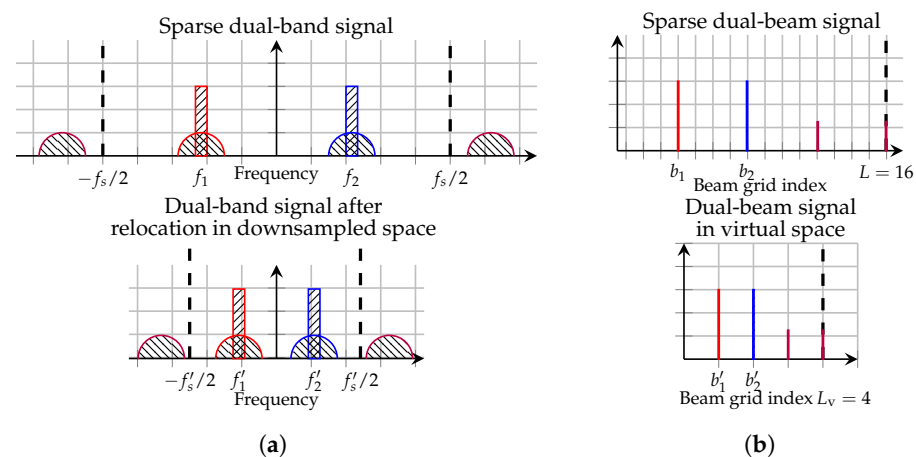 Sparse dual-band signal
−f_s/2 f_1 Frequency f_2 f_s/2
Dual-band signal after
relocation in downsampled space
−f′_s/2 f′_1 f′_2 f′_s/2
Frequency
(a)
Sparse dual-beam signal
b_1 b_2 L = 16
Beam grid index
Dual-beam signal
in virtual space
b′_1 b′_2
Beam grid index L_v = 4
(b)